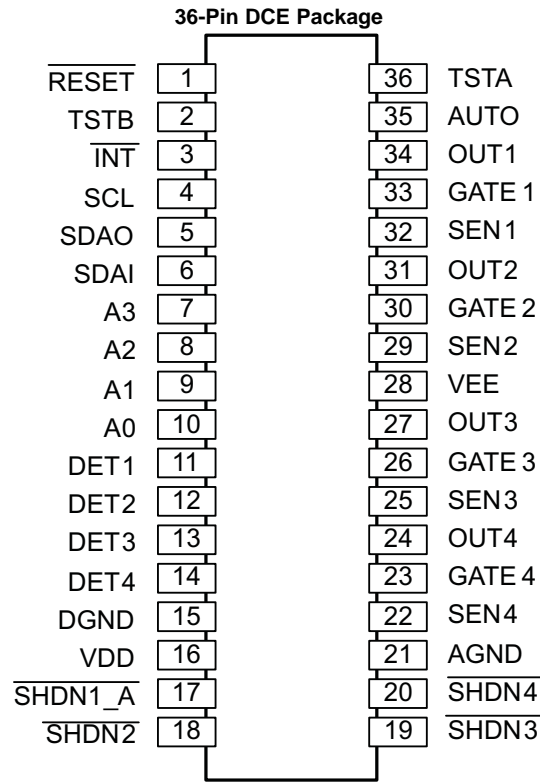 36-Pin DCE Package
RESET 1 36 TSTA
TSTB 2 35 AUTO
INT 3 34 OUT1
SCL 4 33 GATE 1
SDAO 5 32 SEN1
SDAI 6 31 OUT2
A3 7 30 GATE 2
A2 8 29 SEN2
A1 9 28 VEE
A0 10 27 OUT3
DET1 11 26 GATE 3
DET2 12 25 SEN3
DET3 13 24 OUT4
DET4 14 23 GATE 4
DGND 15 22 SEN4
VDD 16 21 AGND
SHDN1_A 17 20 SHDN4
SHDN2 18 19 SHDN3